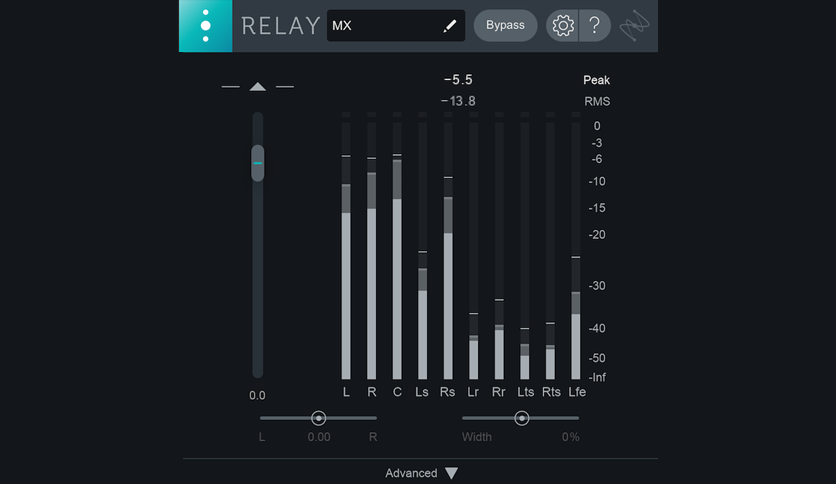 RELAY
MX
Bypass
?
-5.5
Peak
-13.8
RMS
0
-3
-6
-10
-15
-20
-30
-40
-50
-Inf
L R C Ls Rs Lr Rr Lts Rts Lfe
0.0
L 0.00 R
Width 0%
Advanced